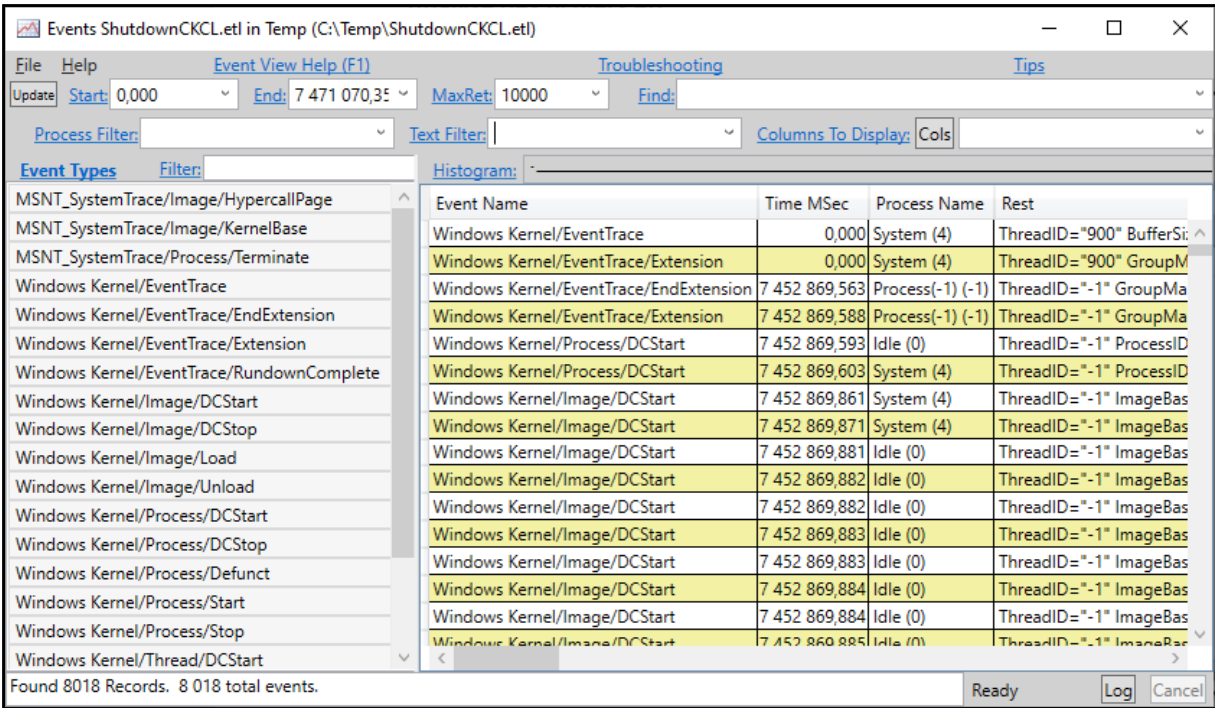 Events ShutdownCKCL.etl in Temp (C:\Temp\ShutdownCKCL.etl)
File Help Event View Help (F1) Troubleshooting Tips
Update Start: 0,000 End: 7 471 070,35 MaxRet: 10000 Find:
Process Filter: Text Filter: Columns To Display: Cols
Event Types Filter: Histogram: -
MSNT_SystemTrace/Image/HypercallPage
MSNT_SystemTrace/Image/KernelBase
MSNT_SystemTrace/Process/Terminate
Windows Kernel/EventTrace
Windows Kernel/EventTrace/EndExtension
Windows Kernel/EventTrace/Extension
Windows Kernel/EventTrace/RundownComplete
Windows Kernel/Image/DCStart
Windows Kernel/Image/DCStop
Windows Kernel/Image/Load
Windows Kernel/Image/Unload
Windows Kernel/Process/DCStart
Windows Kernel/Process/DCStop
Windows Kernel/Process/Defunct
Windows Kernel/Process/Start
Windows Kernel/Process/Stop
Windows Kernel/Thread/DCStart
Event Name Time MSec Process Name Rest
Windows Kernel/EventTrace 0,000 System (4) ThreadID="900" BufferSi
Windows Kernel/EventTrace/Extension 0,000 System (4) ThreadID="900" GroupM
Windows Kernel/EventTrace/EndExtension 7 452 869,563 Process(-1) (-1) ThreadID="-1" GroupMa
Windows Kernel/EventTrace/Extension 7 452 869,588 Process(-1) (-1) ThreadID="-1" GroupMa
Windows Kernel/Process/DCStart 7 452 869,593 Idle (0) ThreadID="-1" ProcessID
Windows Kernel/Process/DCStart 7 452 869,603 System (4) ThreadID="-1" ProcessID
Windows Kernel/Image/DCStart 7 452 869,861 System (4) ThreadID="-1" ImageBas
Windows Kernel/Image/DCStart 7 452 869,871 System (4) ThreadID="-1" ImageBas
Windows Kernel/Image/DCStart 7 452 869,881 Idle (0) ThreadID="-1" ImageBas
Windows Kernel/Image/DCStart 7 452 869,882 Idle (0) ThreadID="-1" ImageBas
Windows Kernel/Image/DCStart 7 452 869,882 Idle (0) ThreadID="-1" ImageBas
Windows Kernel/Image/DCStart 7 452 869,883 Idle (0) ThreadID="-1" ImageBas
Windows Kernel/Image/DCStart 7 452 869,883 Idle (0) ThreadID="-1" ImageBas
Windows Kernel/Image/DCStart 7 452 869,884 Idle (0) ThreadID="-1" ImageBas
Windows Kernel/Image/DCStart 7 452 869,884 Idle (0) ThreadID="-1" ImageBas
Windows Kernel/Image/DCStart 7 452 869,885 Idle (0) ThreadID="-1" ImageBas
Found 8018 Records. 8 018 total events. Ready Log Cancel